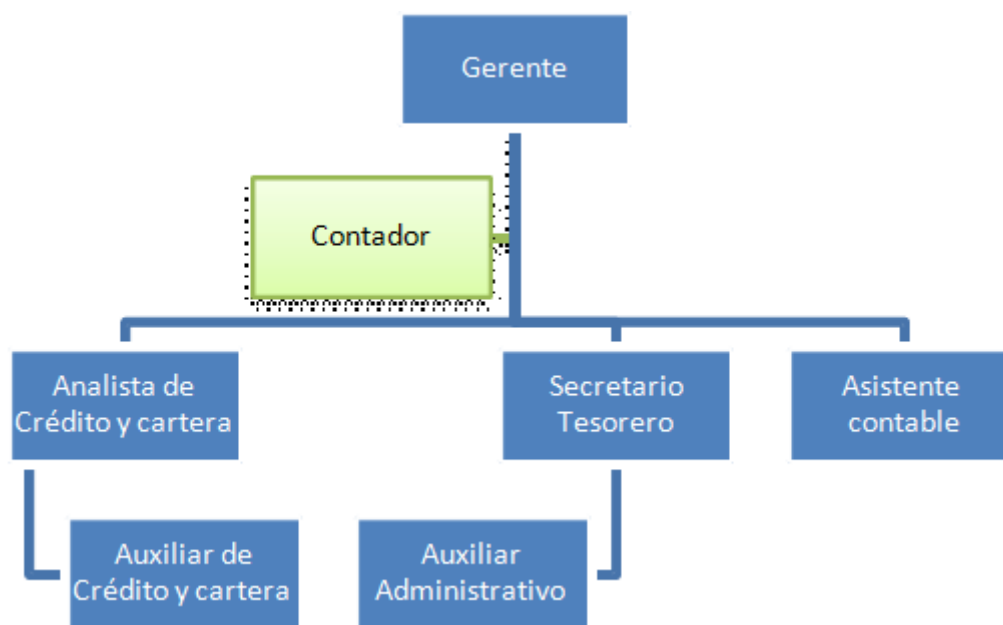 Gerente
Contador
Analista de
Crédito y cartera
Secretario
Tesorero
Asistente
contable
Auxiliar de
Crédito y cartera
Auxiliar
Administrativo